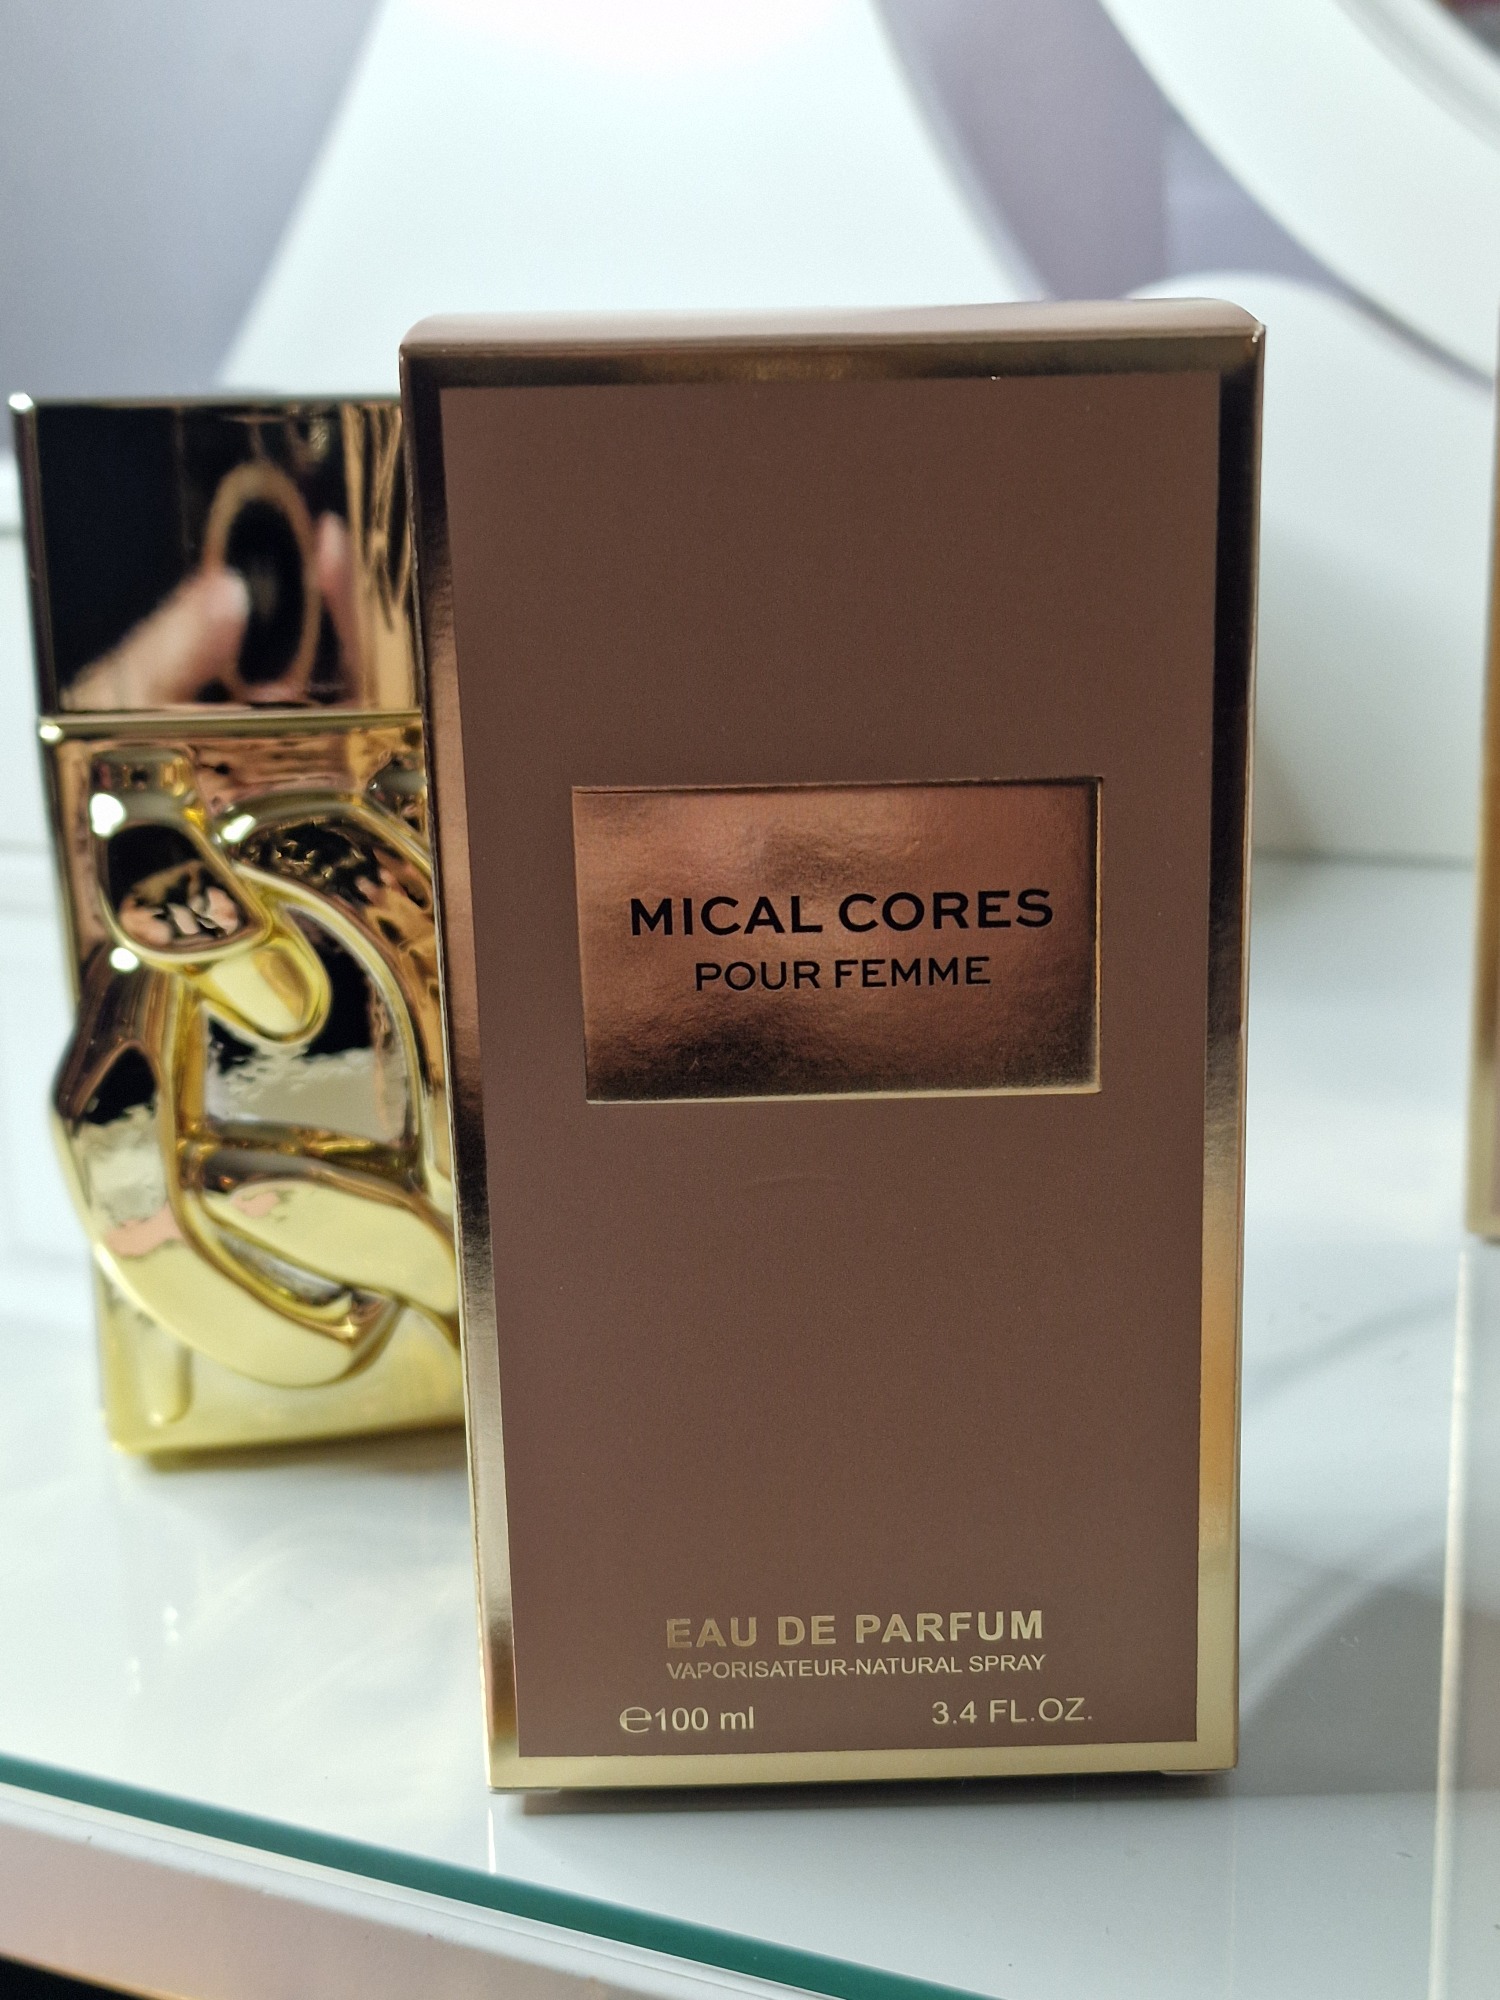 MICAL CORES
POUR FEMME
EAU DE PARFUM
VAPORISATEUR-NATURAL SPRAY
℮100 ml 3.4 FL.OZ.